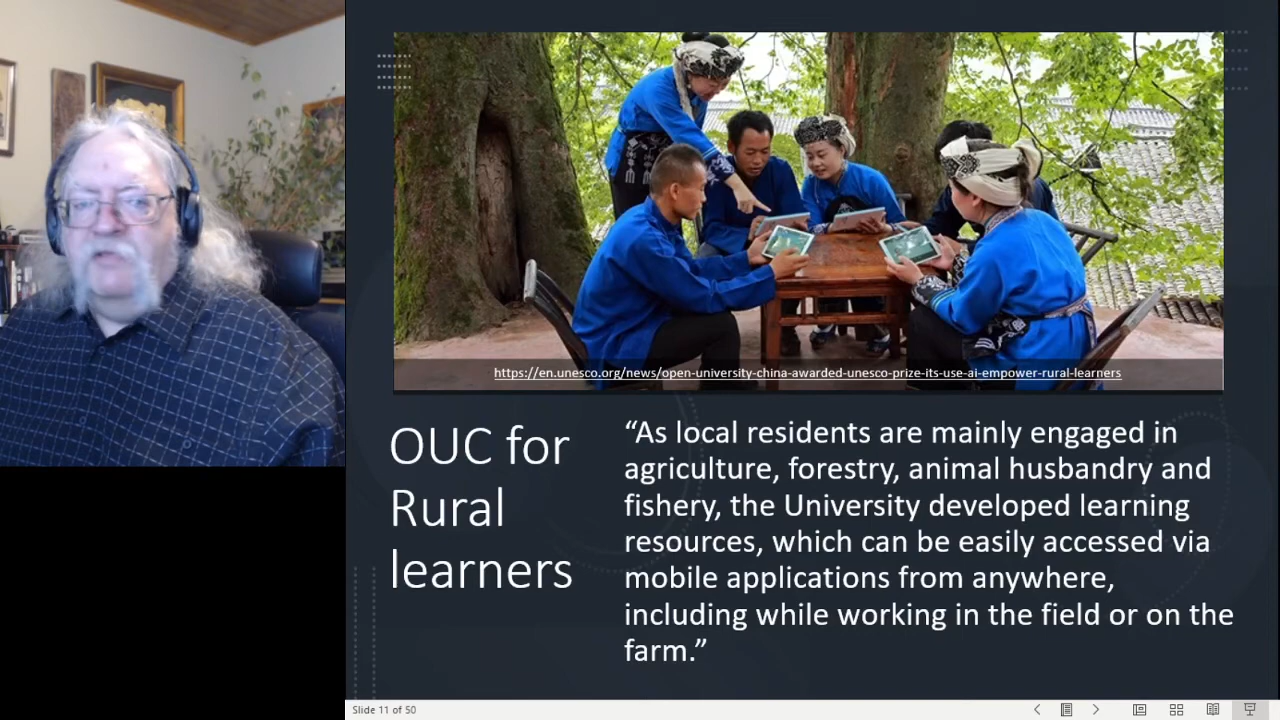 https://en.unesco.org/news/open-university-china-awarded-unesco-prize-its-use-ai-empower-rural-learners
OUC for
Rural
learners
“As local residents are mainly engaged in
agriculture, forestry, animal husbandry and
fishery, the University developed learning
resources, which can be easily accessed via
mobile applications from anywhere,
including while working in the field or on the
farm.”
Slide 11 of 50